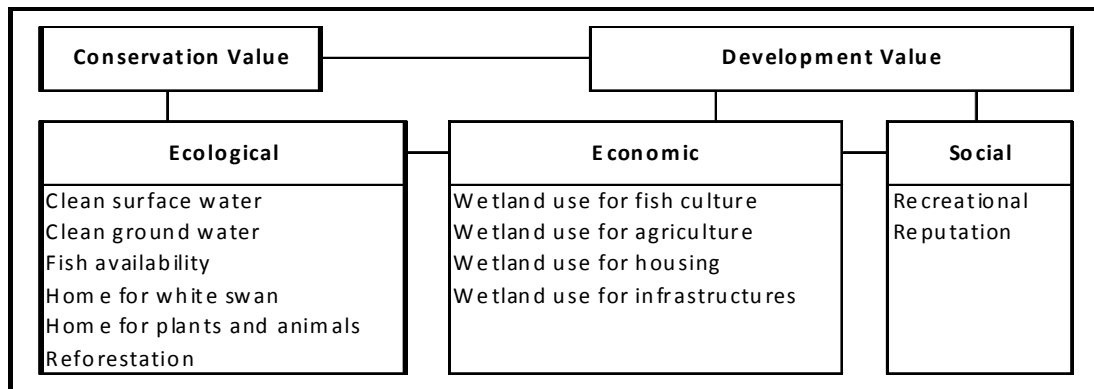 Conservation Value
Development Value
Ecological
Clean surface water
Clean ground water
Fish availability
Home for white swan
Home for plants and animals
Reforestation
Economic
Wetland use for fish culture
Wetland use for agriculture
Wetland use for housing
Wetland use for infrastructures
Social
Recreational
Reputation